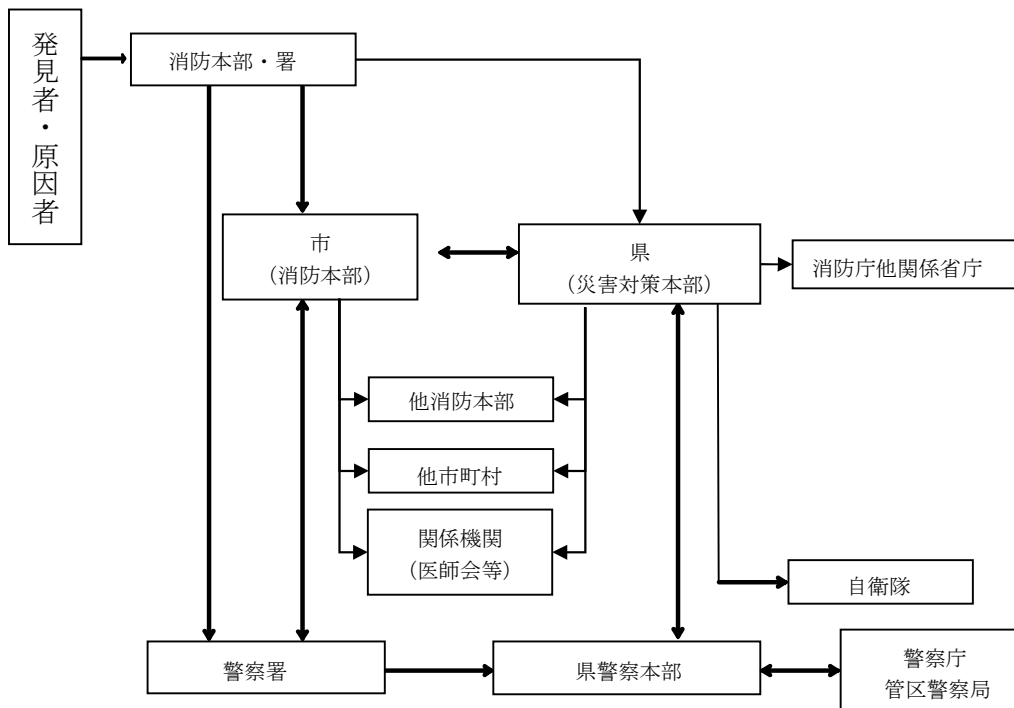 発見者・原因者
消防本部・署
市
（消防本部）
県
（災害対策本部）
消防庁他関係省庁
他消防本部
他市町村
関係機関
（医師会等）
自衛隊
警察署
県警察本部
警察庁
管区警察局